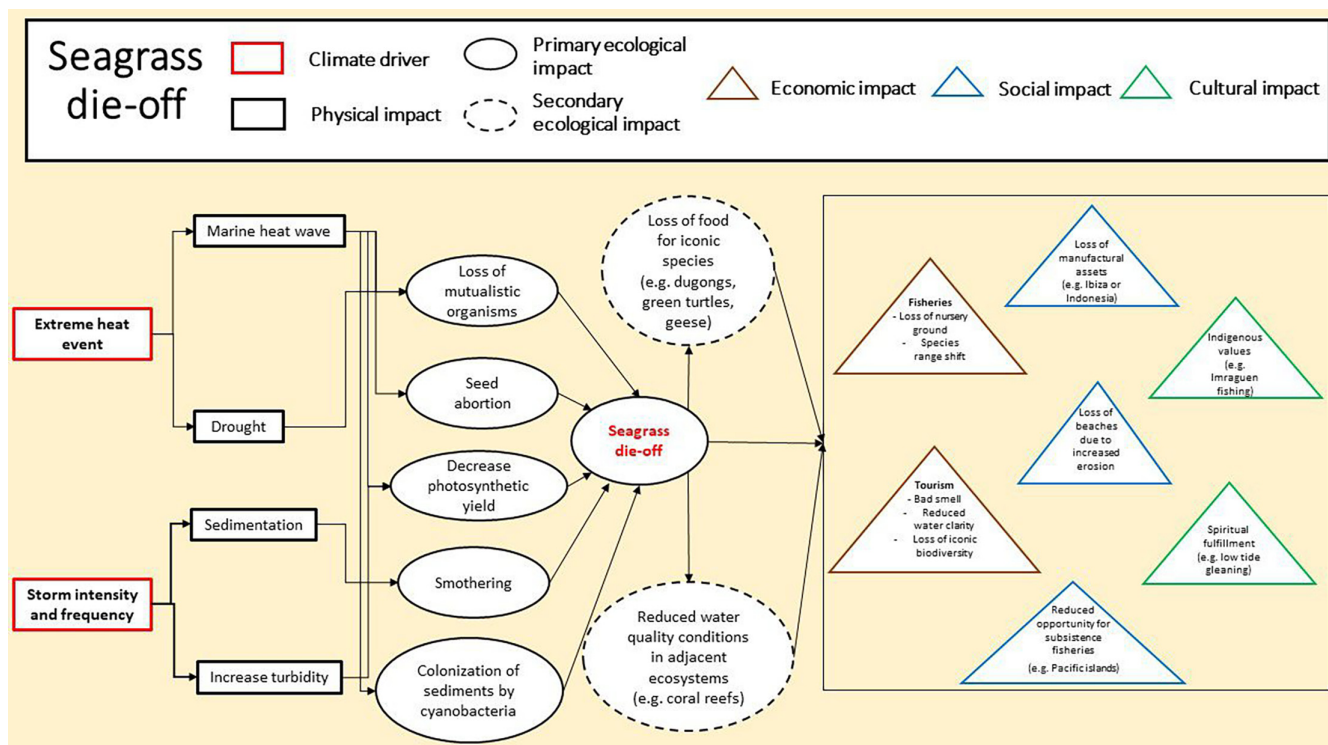 Seagrass
die-off
Climate driver
Physical impact
Primary ecological
impact
Secondary
ecological impact
Economic impact
Social impact
Cultural impact
Extreme heat
event
Storm intensity
and frequency
Marine heat wave
Drought
Sedimentation
Increase turbidity
Loss of
mutualistic
organisms
Seed
abortion
Decrease
photosynthetic
yield
Smothering
Colonization of
sediments by
cyanobacteria
Seagrass
die-off
Loss of food
for iconic
species
(e.g. dugongs,
green turtles,
geese)
Reduced water
quality conditions
in adjacent
ecosystems
(e.g. coral reefs)
Fisheries
- Loss of nursery
ground
- Species
range shift
Tourism
- Bad smell
- Reduced
water clarity
- Loss of iconic
biodiversity
Loss of
manufactural
assets
(e.g. Ibiza or
Indonesia)
Loss of
beaches
due to
increased
erosion
Reduced
opportunity for
subsistence
fisheries
(e.g. Pacific islands)
Indigenous
values
(e.g.
Imraguen
fishing)
Spiritual
fulfillment
(e.g. low tide
gleaning)